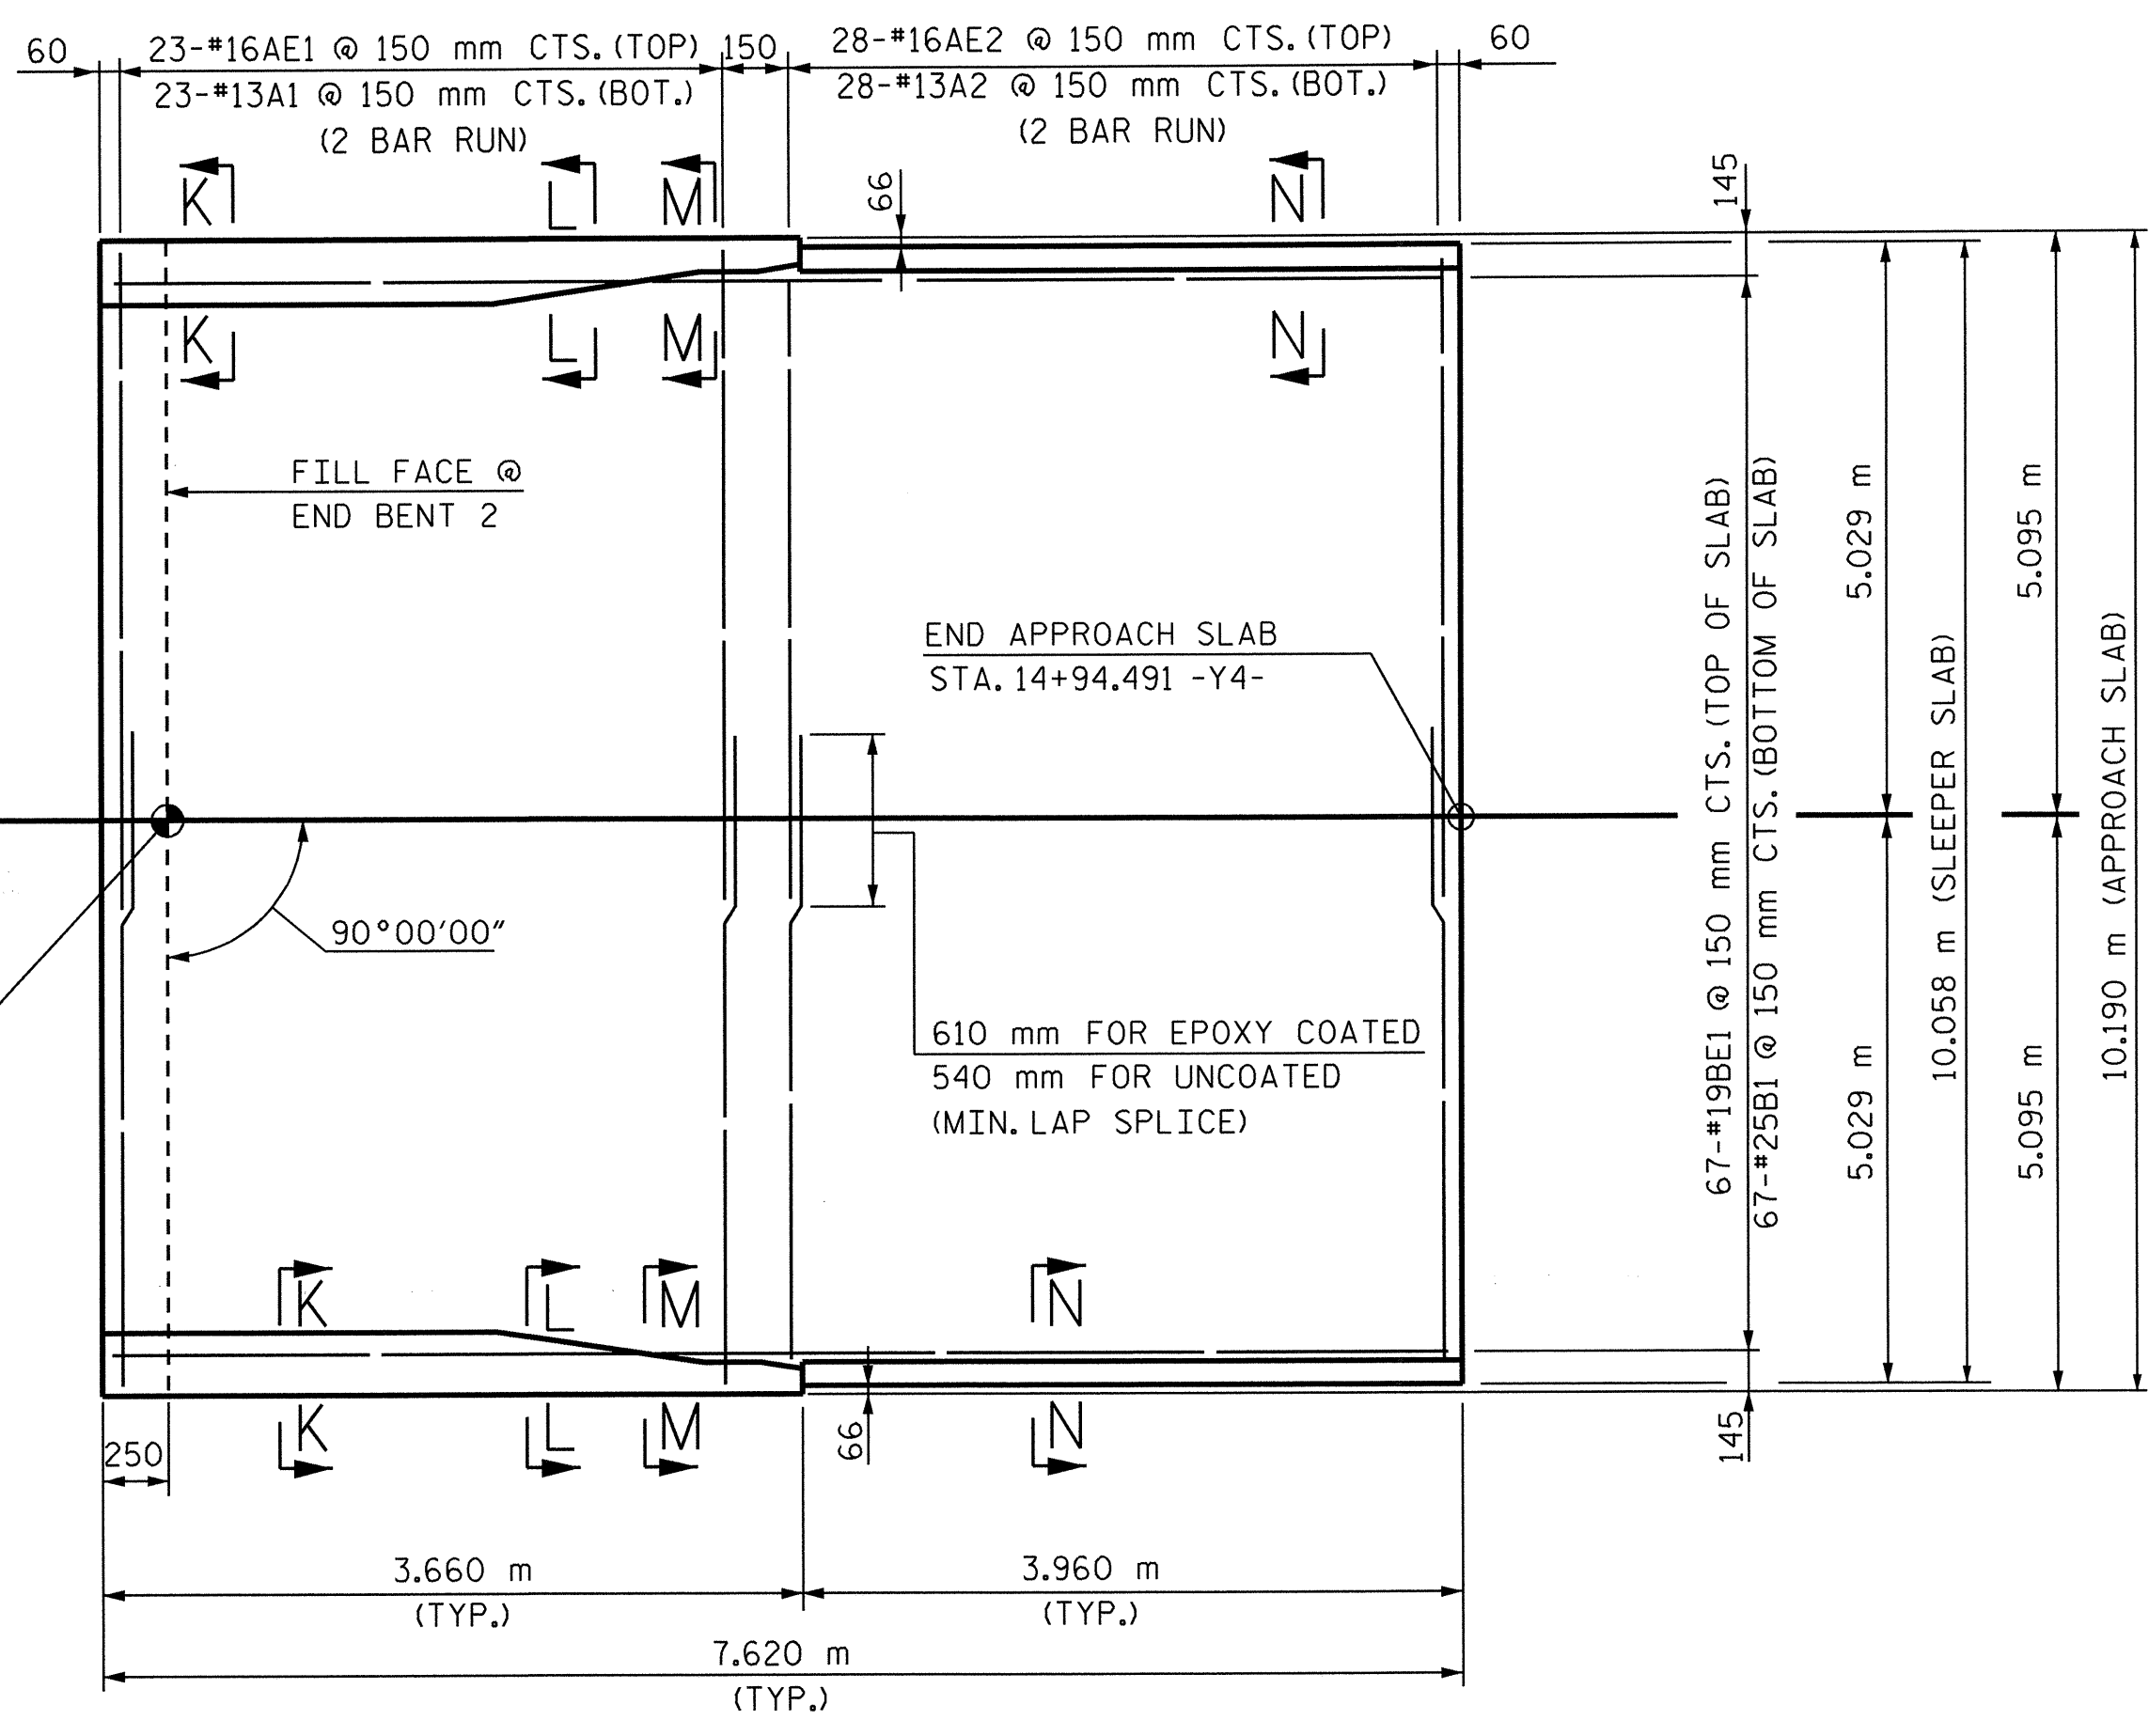 60
23-#16AE1 @ 150 mm CTS. (TOP)
150
28-#16AE2 @ 150 mm CTS. (TOP)
60
23-#13A1 @ 150 mm CTS. (BOT.)
28-#13A2 @ 150 mm CTS. (BOT.)
(2 BAR RUN)
(2 BAR RUN)
K
L
M
66
N
145
K
L
M
N
FILL FACE @
END BENT 2
END APPROACH SLAB
STA. 14+94.491 -Y4-
90°00'00"
610 mm FOR EPOXY COATED
540 mm FOR UNCOATED
(MIN. LAP SPLICE)
67-#19BE1 @ 150 mm CTS. (TOP OF SLAB)
67-#25B1 @ 150 mm CTS. (BOTTOM OF SLAB)
5.029 m
5.029 m
10.058 m (SLEEPER SLAB)
5.095 m
5.095 m
10.190 m (APPROACH SLAB)
K
L
M
N
K
L
M
66
N
145
250
3.660 m
(TYP.)
3.960 m
(TYP.)
7.620 m
(TYP.)